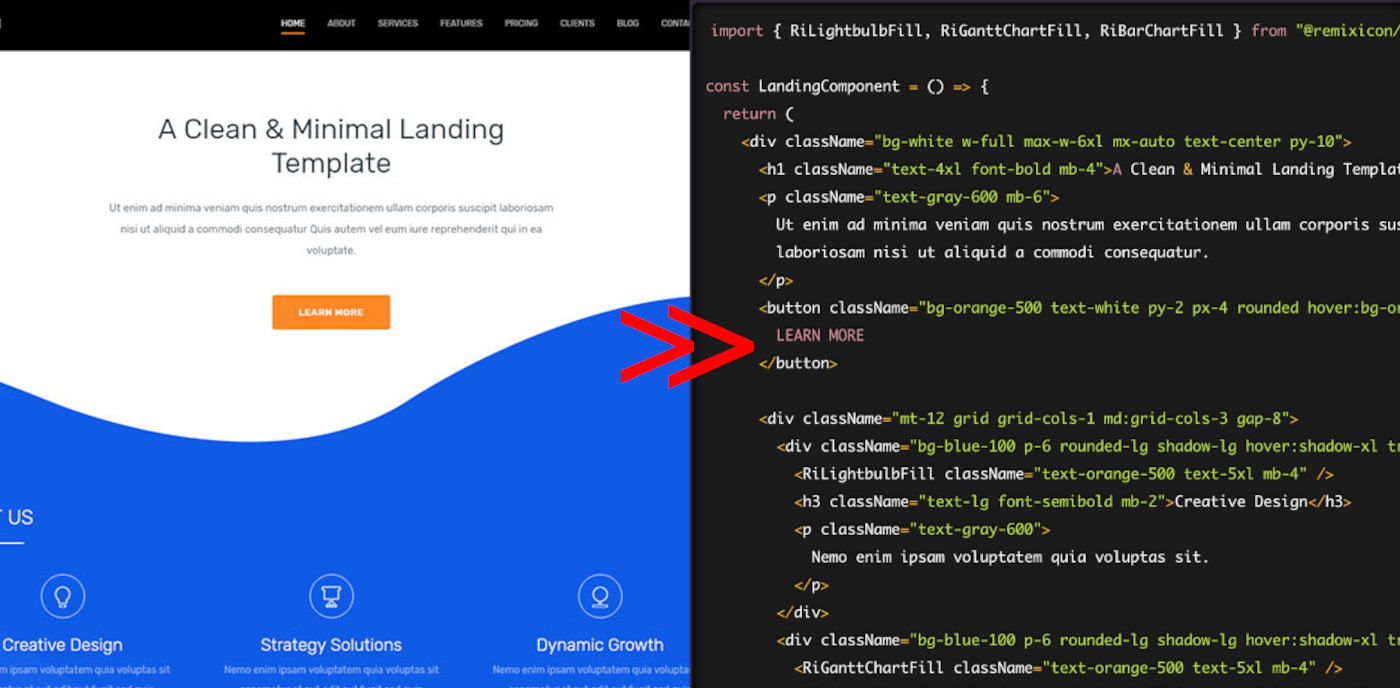 HOME ABOUT SERVICES FEATURES PRICING CLIENTS BLOG
A Clean & Minimal Landing
Template
Ut enim ad minima veniam quis nostrum exercitationem ullam corporis suscipit laboriosam
nisi ut aliquid a commodi consequatur Quis autem vel eum iure reprehenderit qui in ea
voluptate.
LEARN MORE
US
Creative Design
Strategy Solutions
Dynamic Growth
enim ipsam voluptatem quia voluptas sit
Nemo enim ipsam voluptatem quia voluptas sit
Nemo enim ipsam voluptatem quia
import { RiLightbulbFill, RiGanttChartFill, RiBarChartFill } from "@remixicon/
const LandingComponent = () => {
return (
<div className="bg-white w-full max-w-6xl mx-auto text-center py-10">
<h1 className="text-4xl font-bold mb-4">A Clean & Minimal Landing Templat
<p className="text-gray-600 mb-6">
Ut enim ad minima veniam quis nostrum exercitationem ullam corporis sus
laboriosam nisi ut aliquid a commodi consequatur.
</p>
<button className="bg-orange-500 text-white py-2 px-4 rounded hover:bg-or
LEARN MORE
</button>
<div className="mt-12 grid grid-cols-1 md:grid-cols-3 gap-8">
<div className="bg-blue-100 p-6 rounded-lg shadow-lg hover:shadow-xl tr
<RiLightbulbFill className="text-orange-500 text-5xl mb-4" />
<h3 className="text-lg font-semibold mb-2">Creative Design</h3>
<p className="text-gray-600">
Nemo enim ipsam voluptatem quia voluptas sit.
</p>
</div>
<div className="bg-blue-100 p-6 rounded-lg shadow-lg hover:shadow-xl tr
<RiGanttChartFill className="text-orange-500 text-5xl mb-4" />